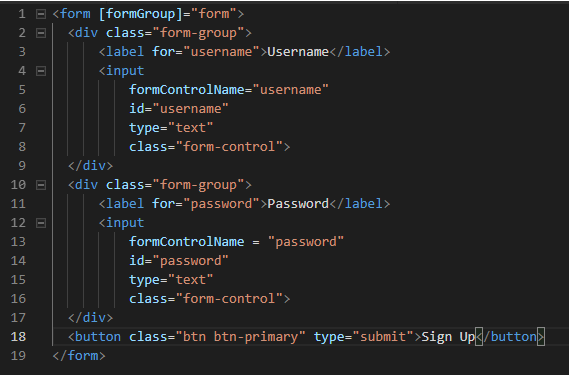 1 <form [formGroup]="form">
2 <div class="form-group">
3 <label for="username">Username</label>
4 <input
5 formControlName="username"
6 id="username"
7 type="text"
8 class="form-control">
9 </div>
10 <div class="form-group">
11 <label for="password">Password</label>
12 <input
13 formControlName = "password"
14 id="password"
15 type="text"
16 class="form-control">
17 </div>
18 <button class="btn btn-primary" type="submit">Sign Up</button>
19 </form>